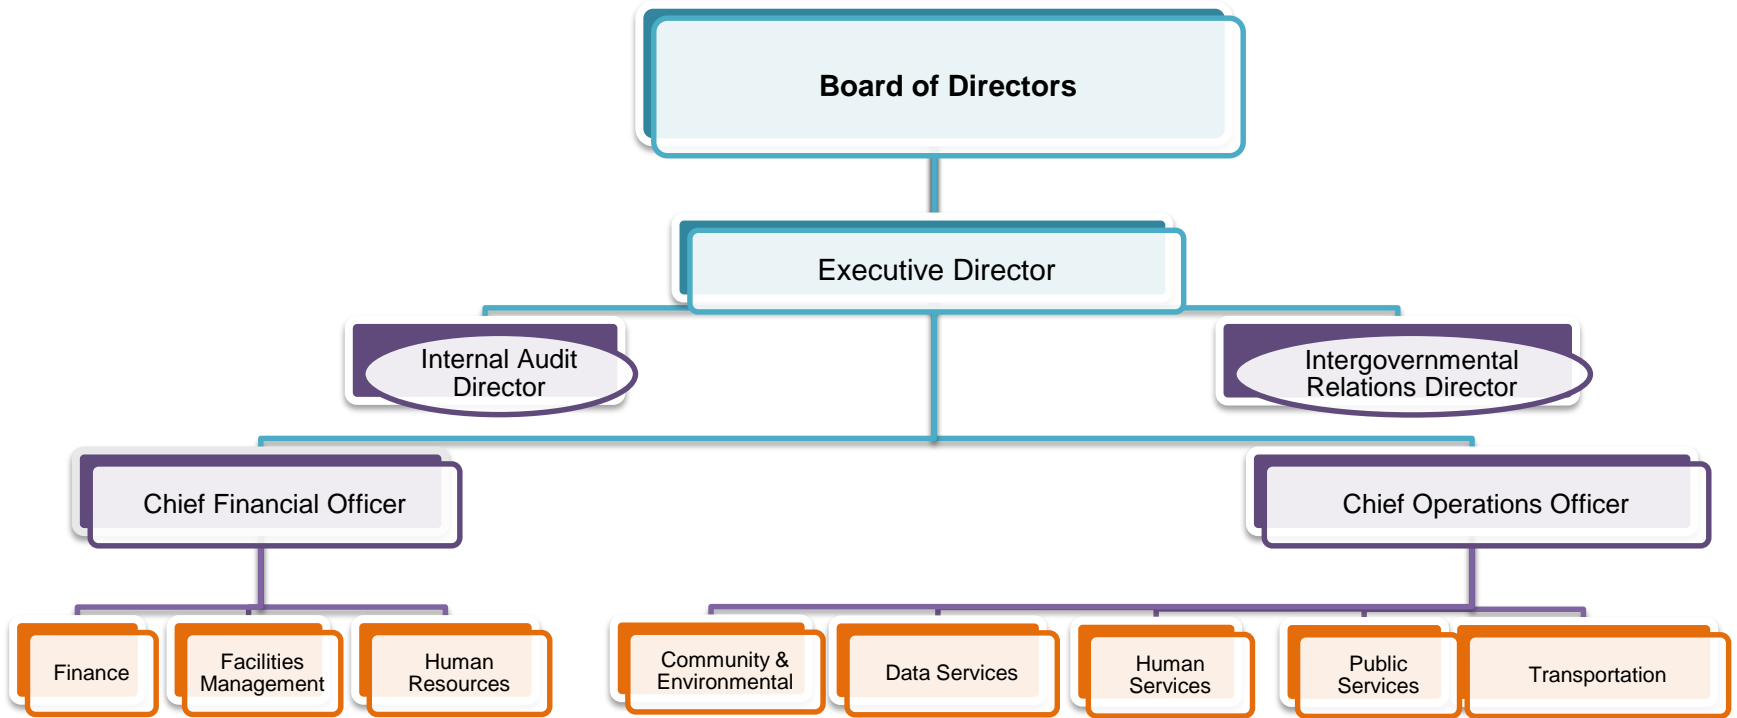 Board of Directors
Executive Director
Internal Audit
Director
Intergovernmental
Relations Director
Chief Financial Officer
Chief Operations Officer
Finance
Facilities
Management
Human
Resources
Community &
Environmental
Data Services
Human
Services
Public
Services
Transportation